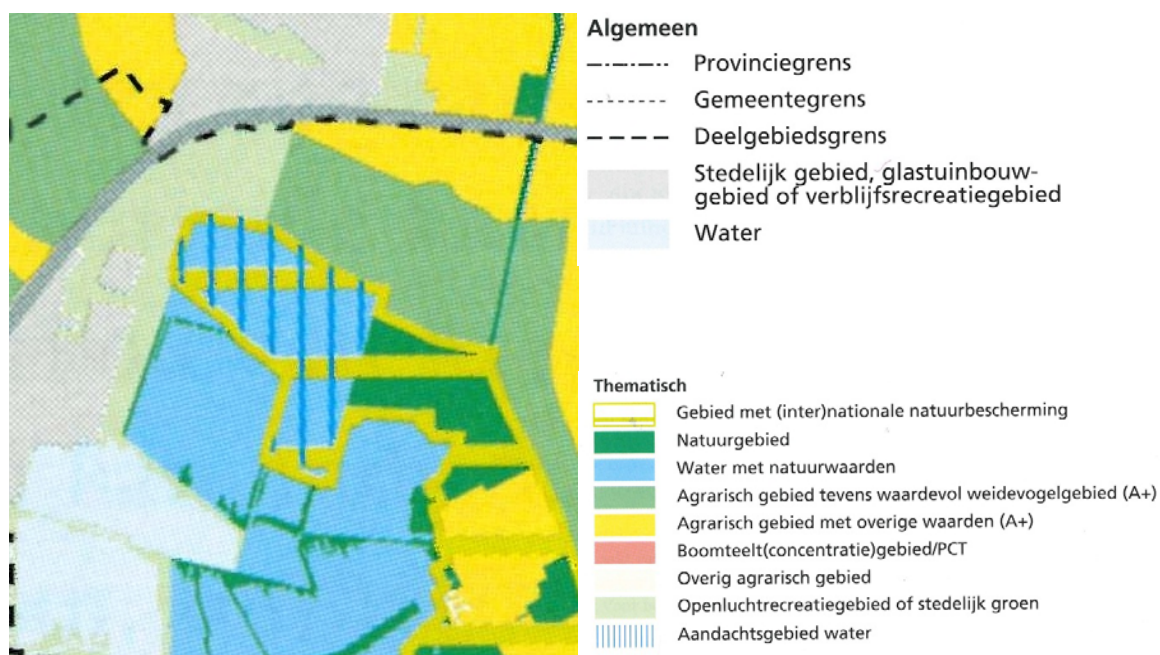 Algemeen
Provinciegrens
Gemeentegrens
Deelgebiedsgrens
Stedelijk gebied, glastuinbouw-
gebied of verblijfsrecreatiegebied
Water
Thematisch
Gebied met (inter)nationale natuurbescherming
Natuurgebied
Water met natuurwaarden
Agrarisch gebied tevens waardevol weidevogelgebied (A+)
Agrarisch gebied met overige waarden (A+)
Boomteelt(concentratie)gebied/PCT
Overig agrarisch gebied
Openluchtrecreatiegebied of stedelijk groen
Aandachtsgebied water